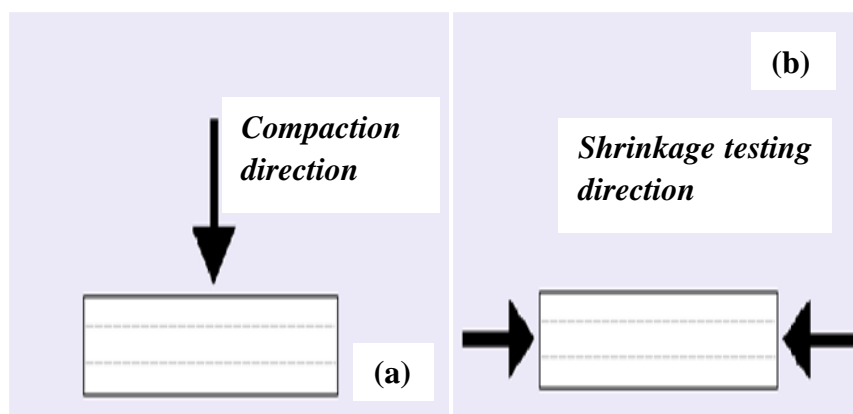 Compaction
direction
(a)
(b)
Shrinkage testing
direction